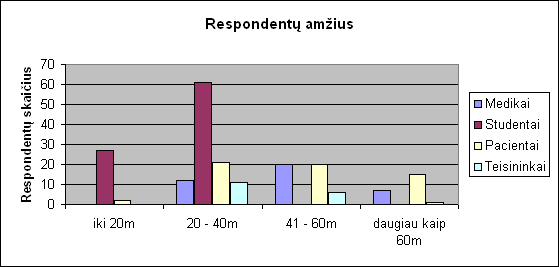 Respondentų amžius
Respondentų skaičius
70
60
50
40
30
20
10
0
iki 20m
20 - 40m
41 - 60m
daugiau kaip
60m
Medikai
Studentai
Pacientai
Teisininkai